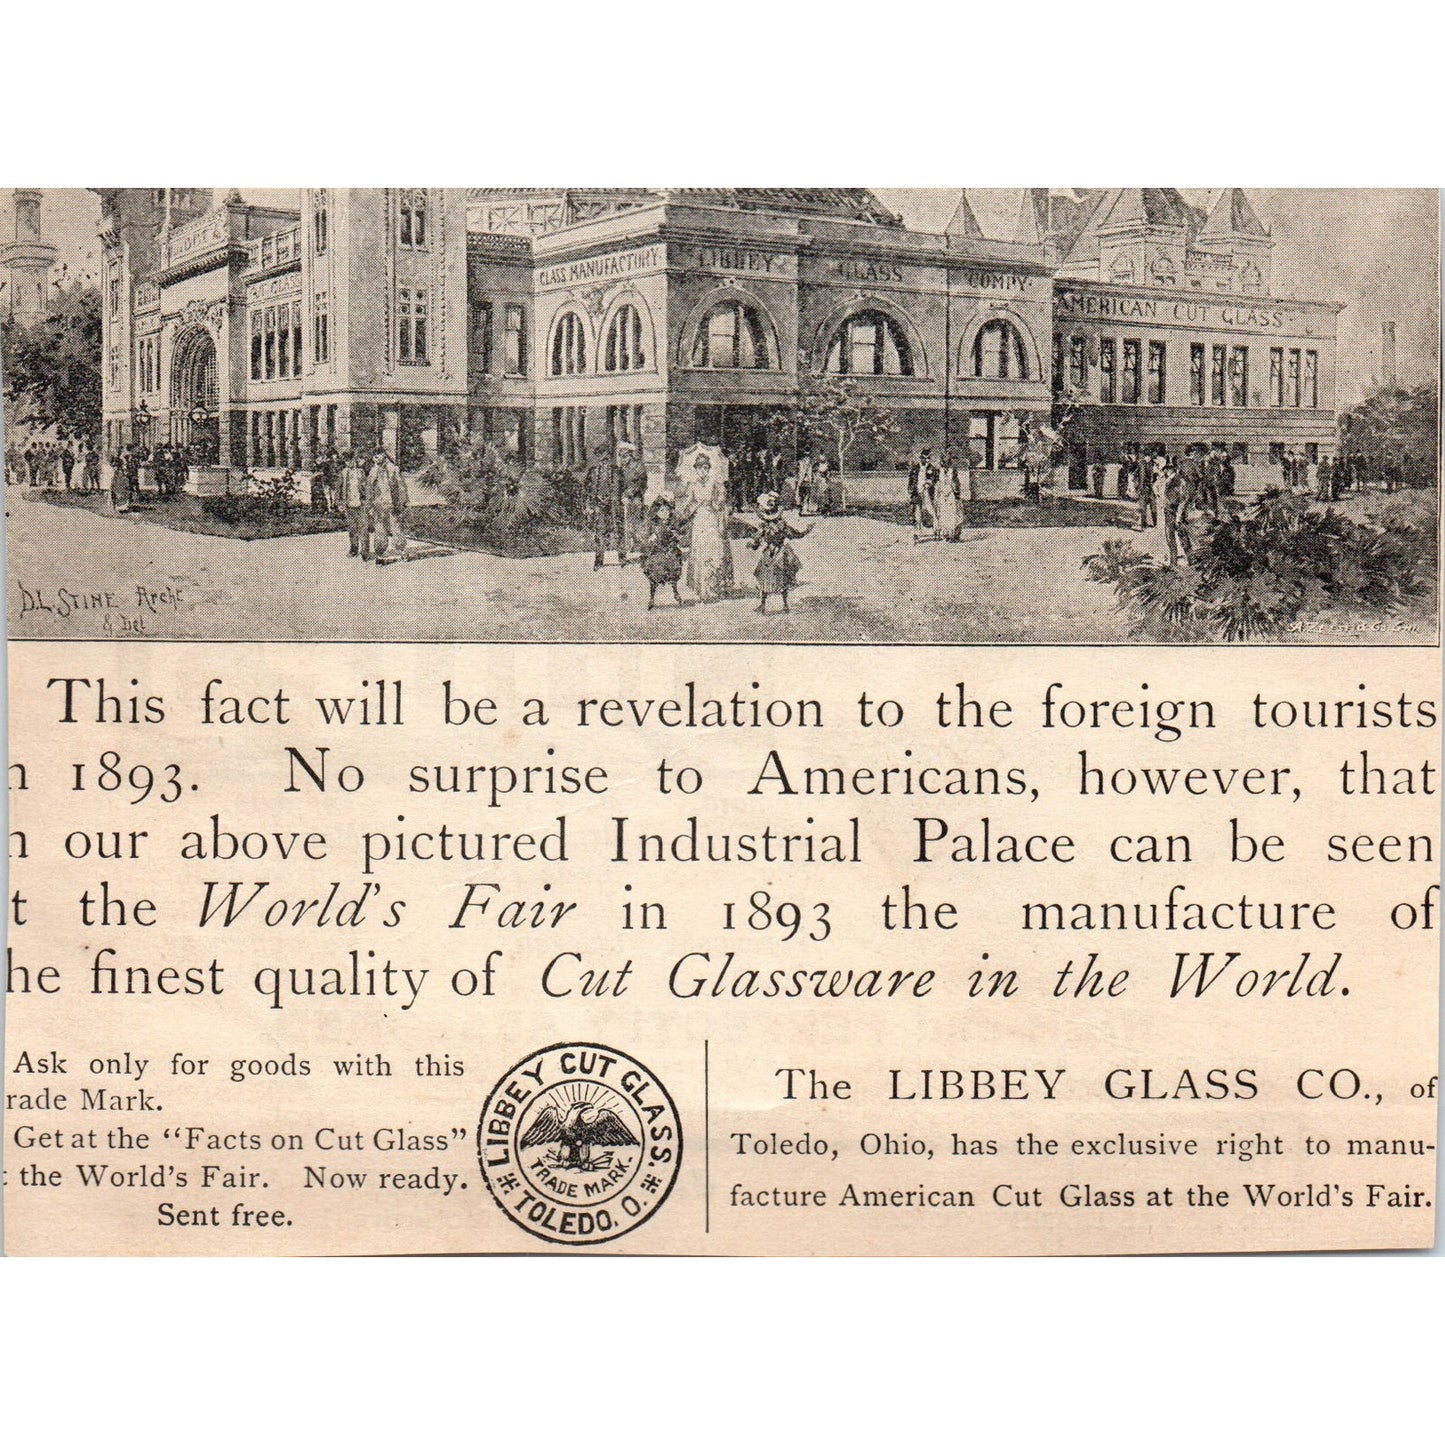 GLASS MANUFACTORY LIBBEY GLASS COMPY.
AMERICAN CUT GLASS
D.L. STINE Archt
& Del
This fact will be a revelation to the foreign tourists
n 1893. No surprise to Americans, however, that
n our above pictured Industrial Palace can be seen
t the World's Fair in 1893 the manufacture of
he finest quality of Cut Glassware in the World.
Ask only for goods with this
rade Mark.
Get at the "Facts on Cut Glass"
t the World's Fair. Now ready.
Sent free.
LIBBEY CUT GLASS.
TRADE MARK.
TOLEDO, O.
The LIBBEY GLASS CO., of
Toledo, Ohio, has the exclusive right to manu-
facture American Cut Glass at the World's Fair.